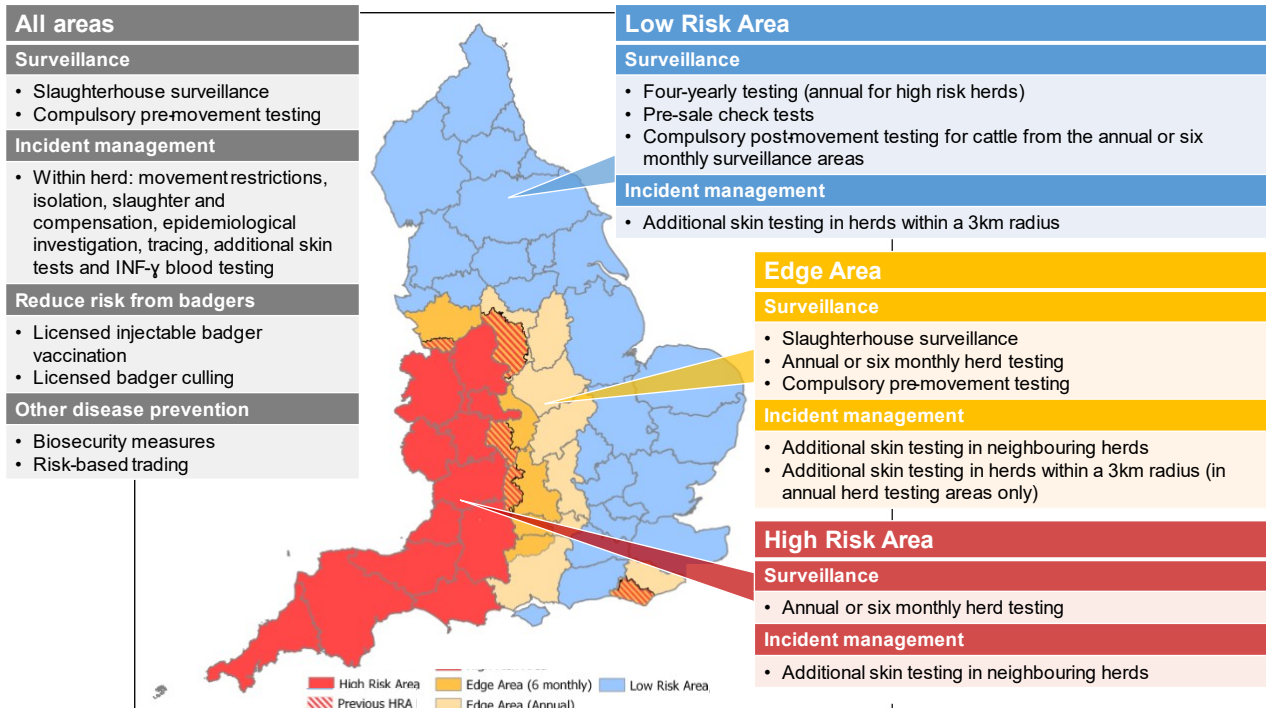 All areas
Surveillance
• Slaughterhouse surveillance
• Compulsory pre-movement testing
Incident management
• Within herd: movement restrictions,
isolation, slaughter and
compensation, epidemiological
investigation, tracing, additional skin
tests and INF-ɣ blood testing
Reduce risk from badgers
• Licensed injectable badger
vaccination
• Licensed badger culling
Other disease prevention
• Biosecurity measures
• Risk-based trading
Low Risk Area
Surveillance
• Four-yearly testing (annual for high risk herds)
• Pre-sale check tests
• Compulsory post-movement testing for cattle from the annual or six
monthly surveillance areas
Incident management
• Additional skin testing in herds within a 3km radius
Edge Area
Surveillance
• Slaughterhouse surveillance
• Annual or six monthly herd testing
• Compulsory pre-movement testing
Incident management
• Additional skin testing in neighbouring herds
• Additional skin testing in herds within a 3km radius (in
annual herd testing areas only)
High Risk Area
Surveillance
• Annual or six monthly herd testing
Incident management
• Additional skin testing in neighbouring herds
High Risk Area
Edge Area (6 monthly)
Low Risk Area
Previous HRA
Edge Area (Annual)